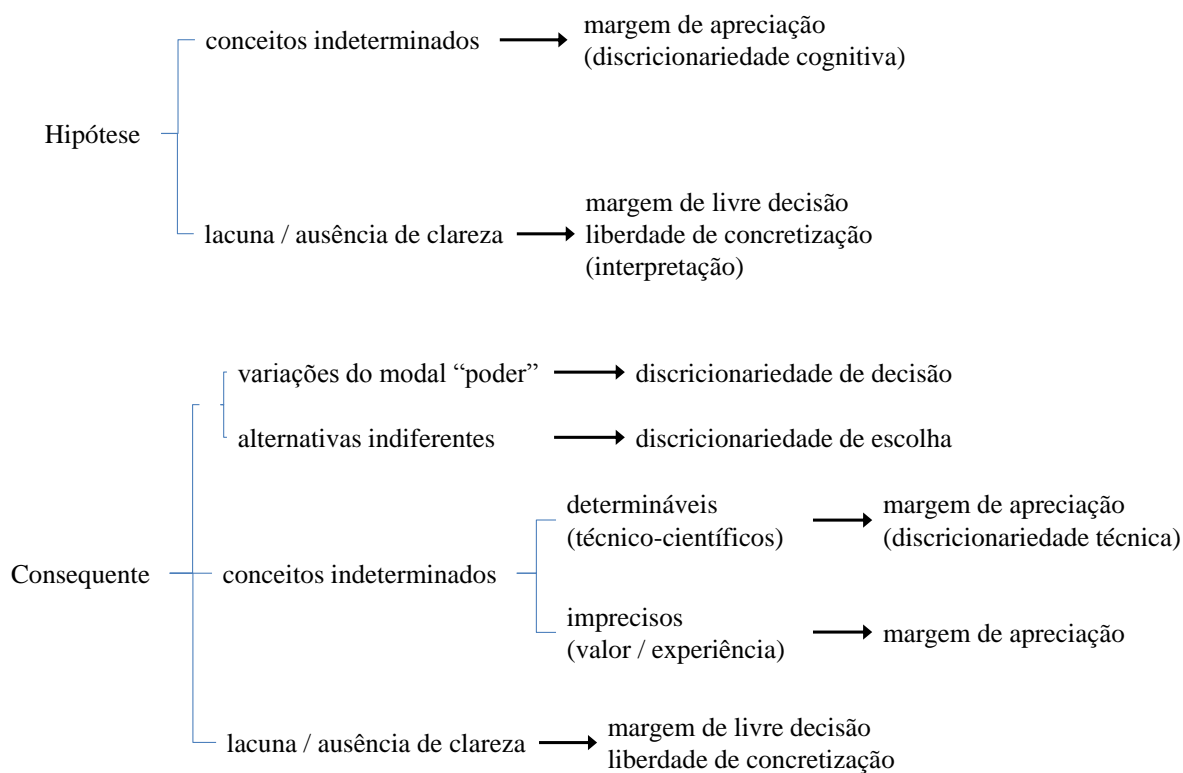 conceitos indeterminados
margem de apreciação
(discricionariedade cognitiva)
Hipótese
lacuna / ausência de clareza
margem de livre decisão
liberdade de concretização
(interpretação)
variações do modal “poder”
discricionariedade de decisão
alternativas indiferentes
discricionariedade de escolha
determináveis
(técnico-científicos)
margem de apreciação
(discricionariedade técnica)
Consequente
conceitos indeterminados
imprecisos
(valor / experiência)
margem de apreciação
lacuna / ausência de clareza
margem de livre decisão
liberdade de concretização